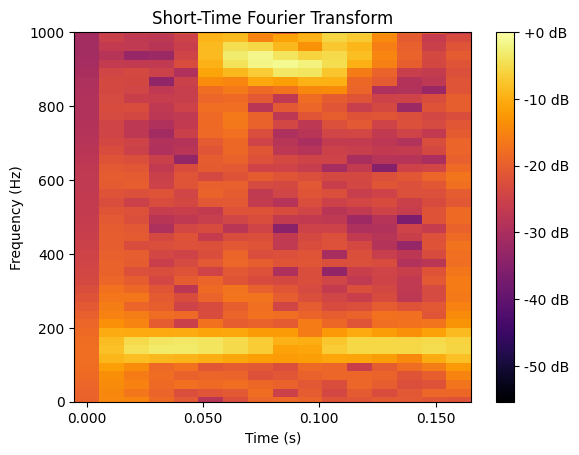 Short-Time Fourier Transform
1000
800
600
400
200
0
Frequency (Hz)
0.000
0.050
0.100
0.150
Time (s)
+0 dB
-10 dB
-20 dB
-30 dB
-40 dB
-50 dB